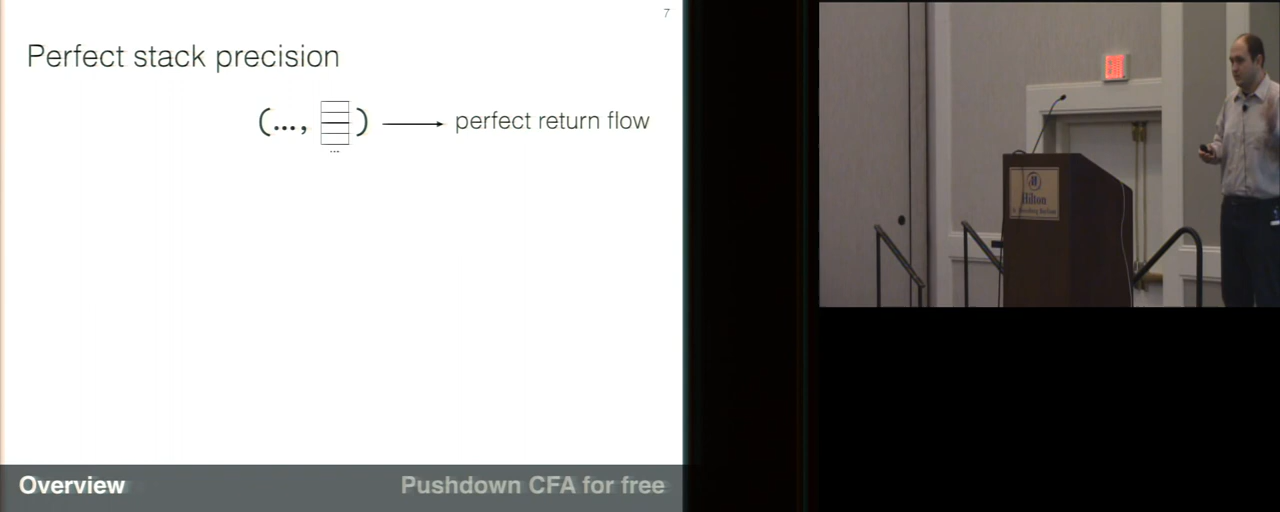 7
Perfect stack precision
(..., ) perfect return flow
...
Overview
Pushdown CFA for free
Hilton